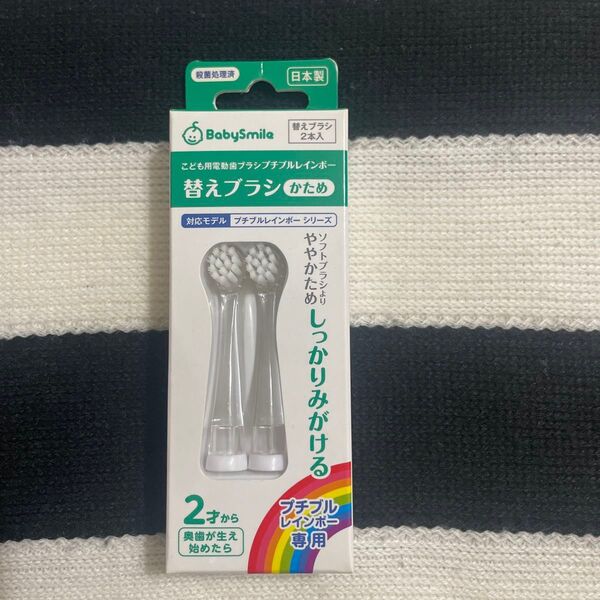 殺菌処理済
日本製
BabySmile
替えブラシ
2本入
こども用電動歯ブラシプチブルレインボー
替えブラシ かため
対応モデル プチブルレインボー シリーズ
ソフトブラシより
ややかため
しっかりみがける
2才から
奥歯が生え
始めたら
プチブル
レインボー
専用